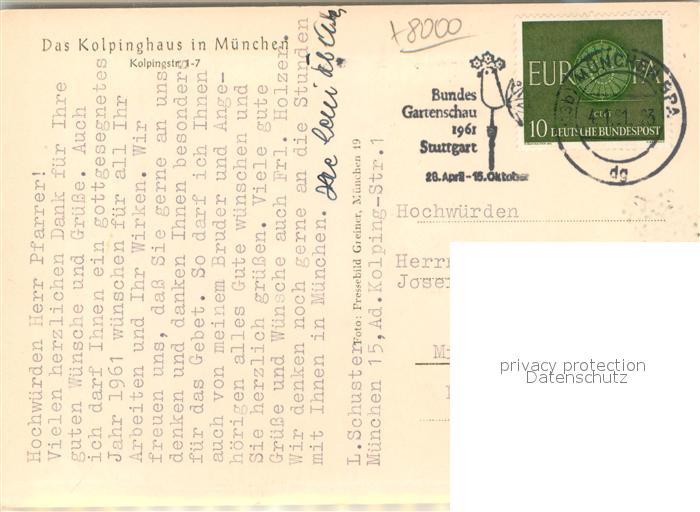 Das Kolpinghaus in München
Kolpingstr. 1-7
+8000
Hochwürden Herr Pfarrer!
Vielen herzlichen Dank für Ihre
guten Wünsche und Grüße. Auch
ich darf Ihnen ein gottgesegnetes
Jahr 1961 wünschen für all Ihr
Arbeiten und Ihr Wirken. Wir
freuen uns, daß Sie gerne an uns
denken und danken Ihnen besonders
für das Gebet. So darf ich Ihnen
auch von meinem Bruder und Ange-
hörigen alles Gute wünschen und
Sie herzlich grüßen. Viele gute
Grüße und Wünsche auch Frl. Holzer.
Wir denken noch gerne an die Stunden
mit Ihnen in München.
L.Schuster
München 15,Ad.Kolping-Str.1
Foto: Pressebild Greiner, München 19
Bundes
Gartenschau
1961
Stuttgart
28.April-15.Oktober
EUROPA
CEPT
10 DEUTSCHE BUNDESPOST
MÜNCHEN BPA
dg
Hochwürden
Herrn
Josef
privacy protection
Datenschutz